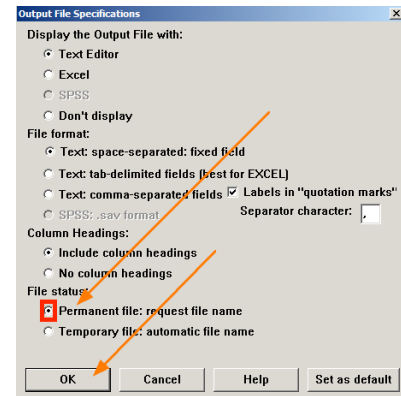 Output File Specifications
Display the Output File with:
Text Editor
Excel
SPSS
Don't display
File format:
Text: space-separated: fixed field
Text: tab-delimited fields (best for EXCEL)
Text: comma-separated fields Labels in "quotation marks"
SPSS: .sav format Separator character: ,
Column Headings:
Include column headings
No column headings
File status:
Permanent file: request file name
Temporary file: automatic file name
OK Cancel Help Set as default